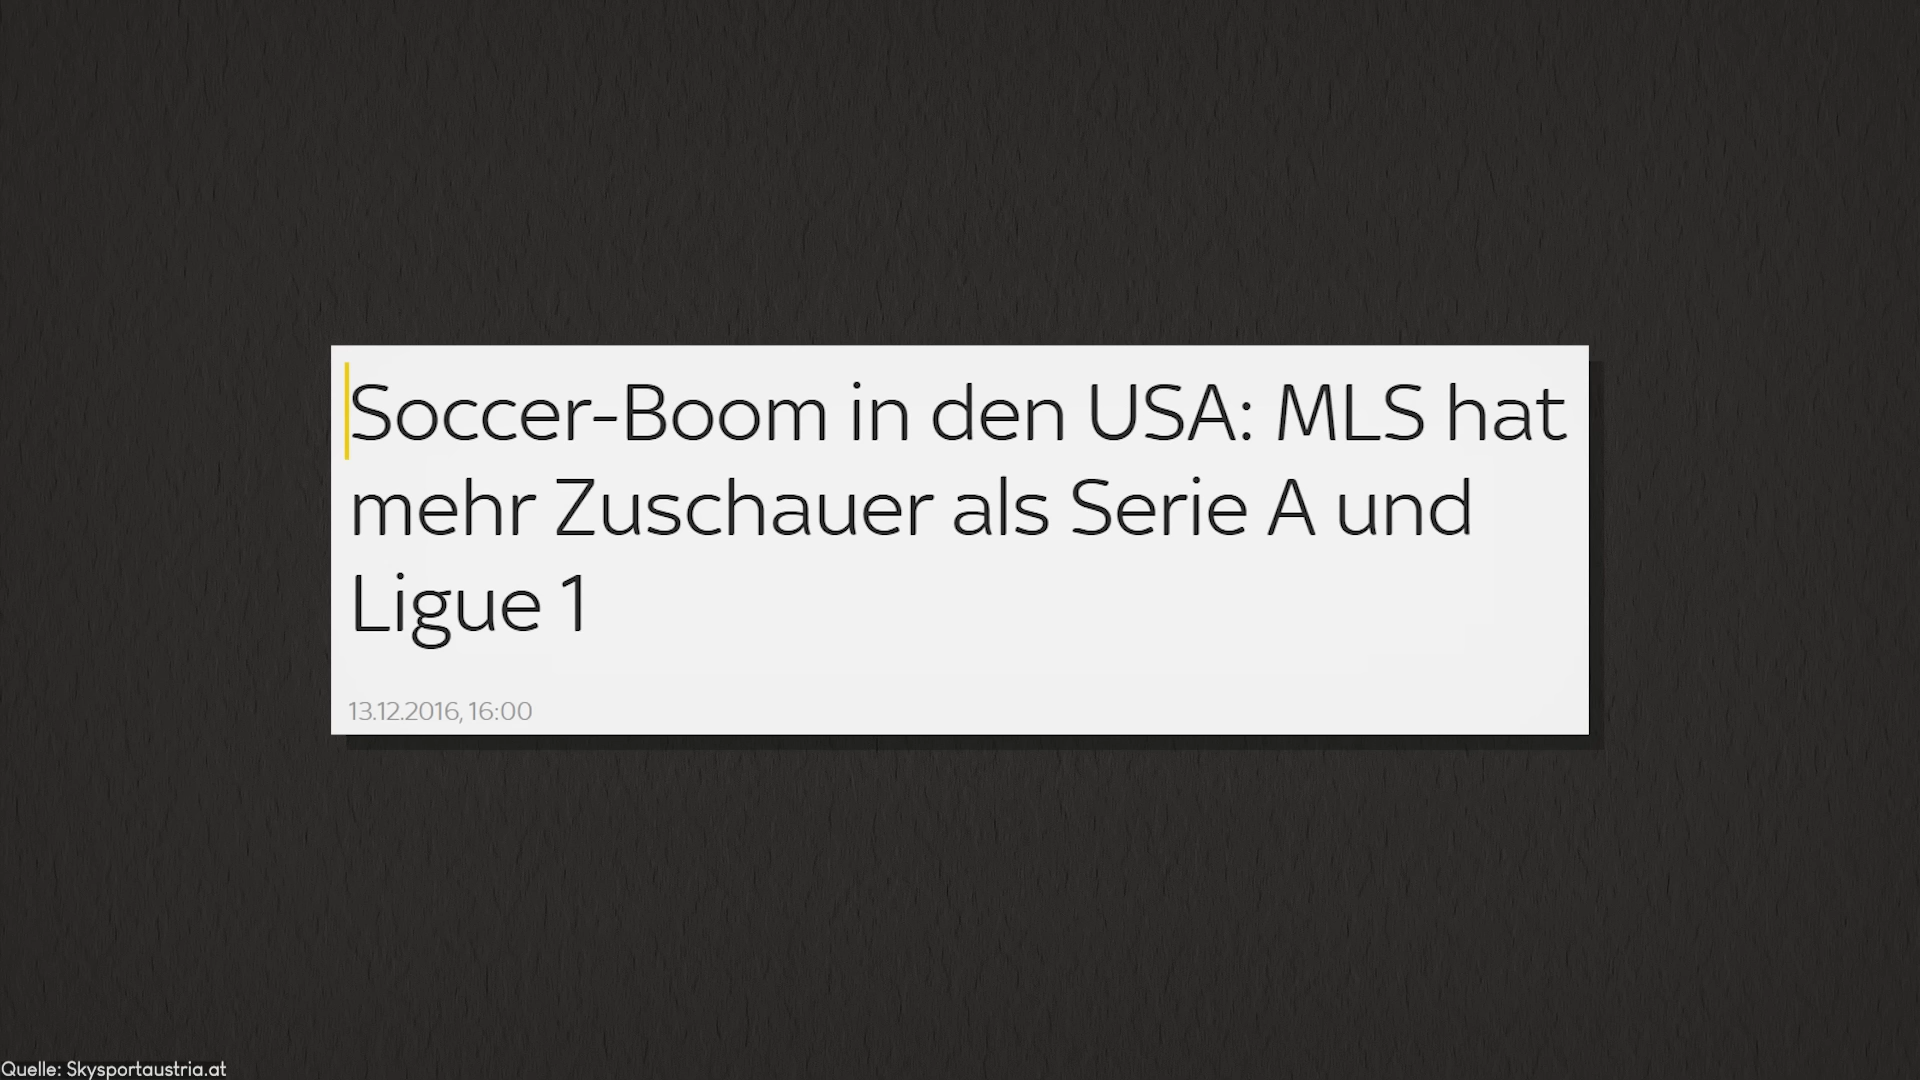 Soccer-Boom in den USA: MLS hat
mehr Zuschauer als Serie A und
Ligue 1
13.12.2016, 16:00
Quelle: Skysportaustria.at